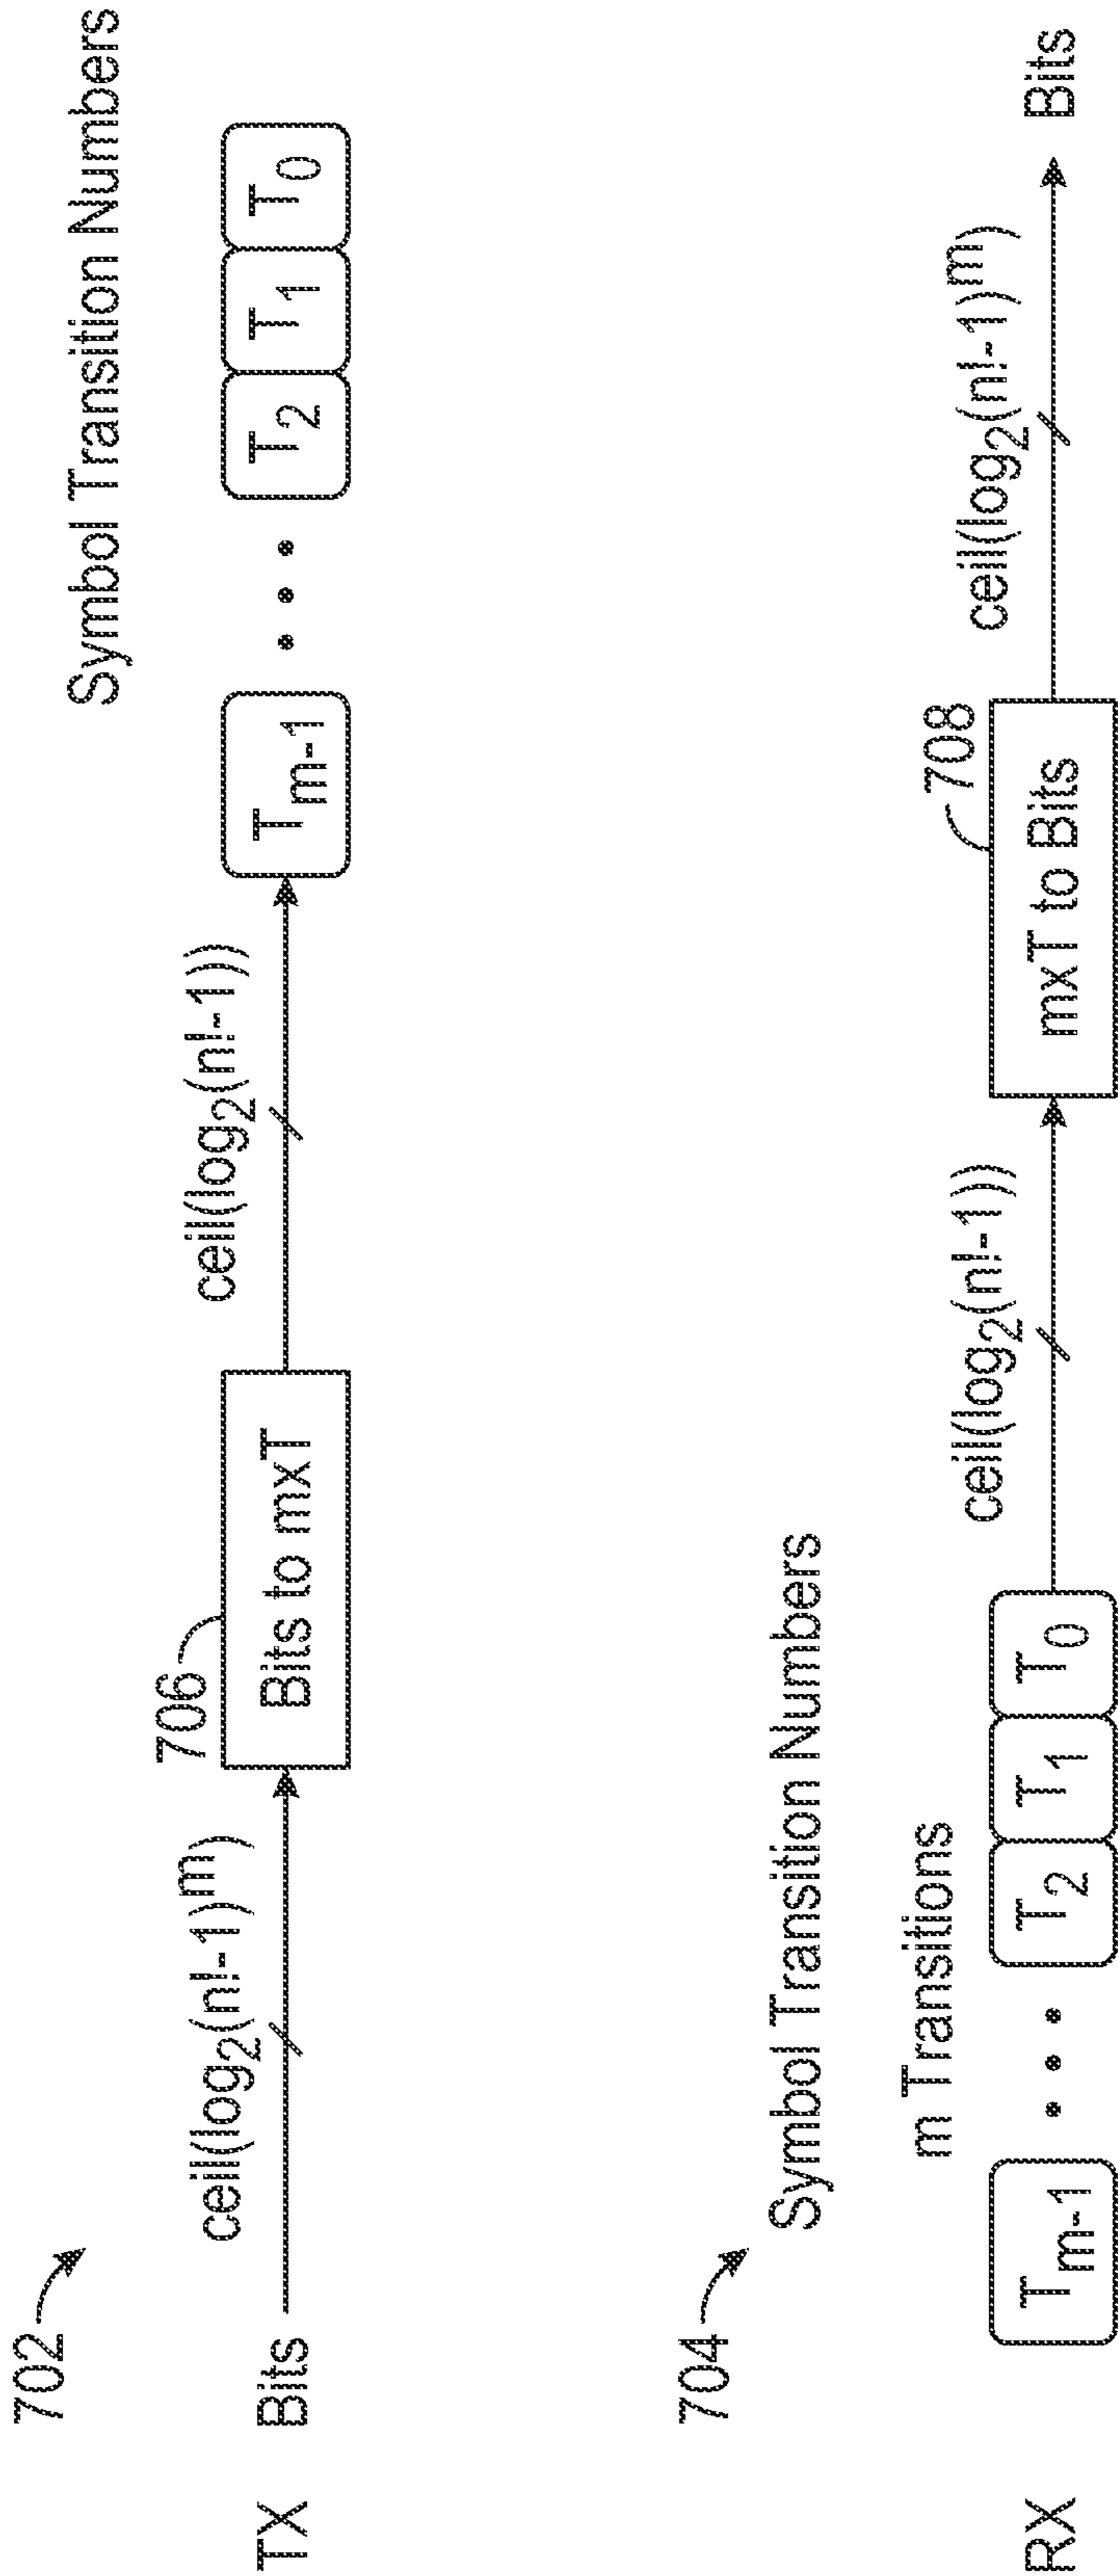 702
Symbol Transition Numbers
TX Bits
ceil(log2(n!-1)^m)
706
Bits to mxT
ceil(log2(n!-1))
Tm-1 • • • T2 T1 T0
704
Symbol Transition Numbers
m Transitions
RX
Tm-1 • • • T2 T1 T0
ceil(log2(n!-1))
708
mxT to Bits
ceil(log2(n!-1)^m)
Bits